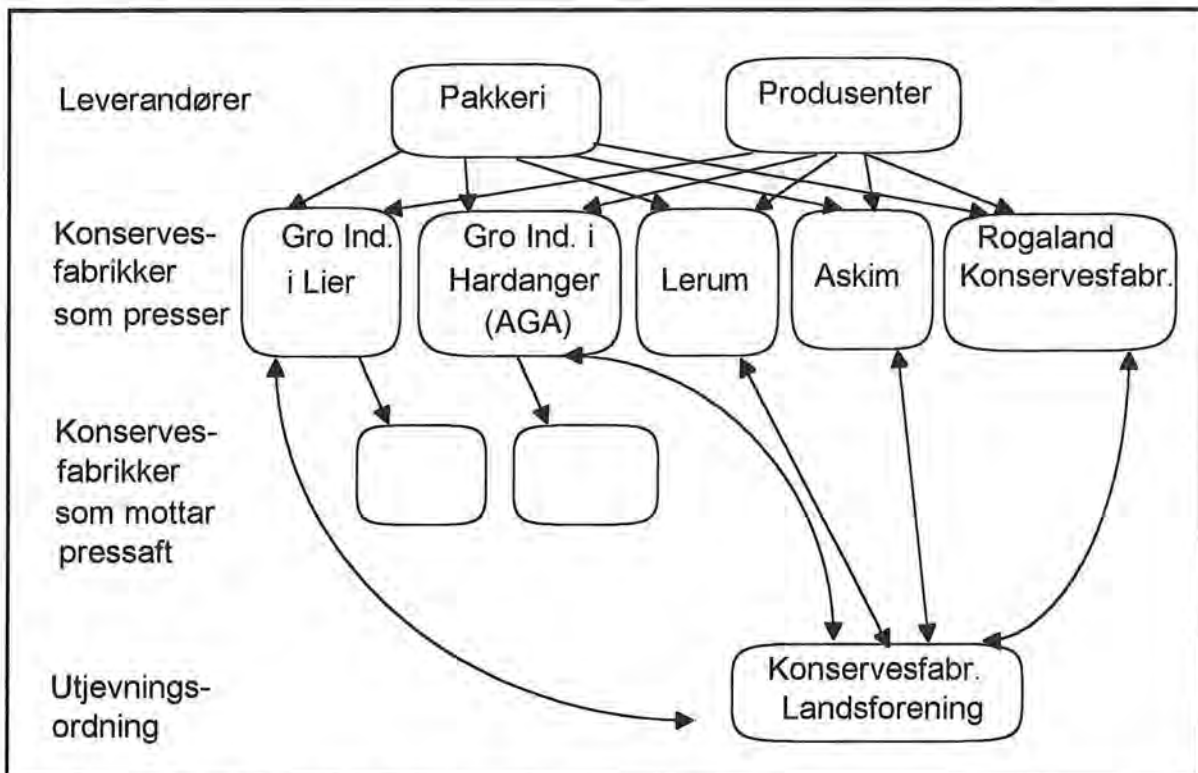 Leverandører
Pakkeri
Produsenter
Konserves-
fabrikker
som presser
Gro Ind.
i Lier
Gro Ind. i
Hardanger
(AGA)
Lerum
Askim
Rogaland
Konservesfabr.
Konserves-
fabrikker
som mottar
pressaft
Utjevnings-
ordning
Konservesfabr.
Landsforening